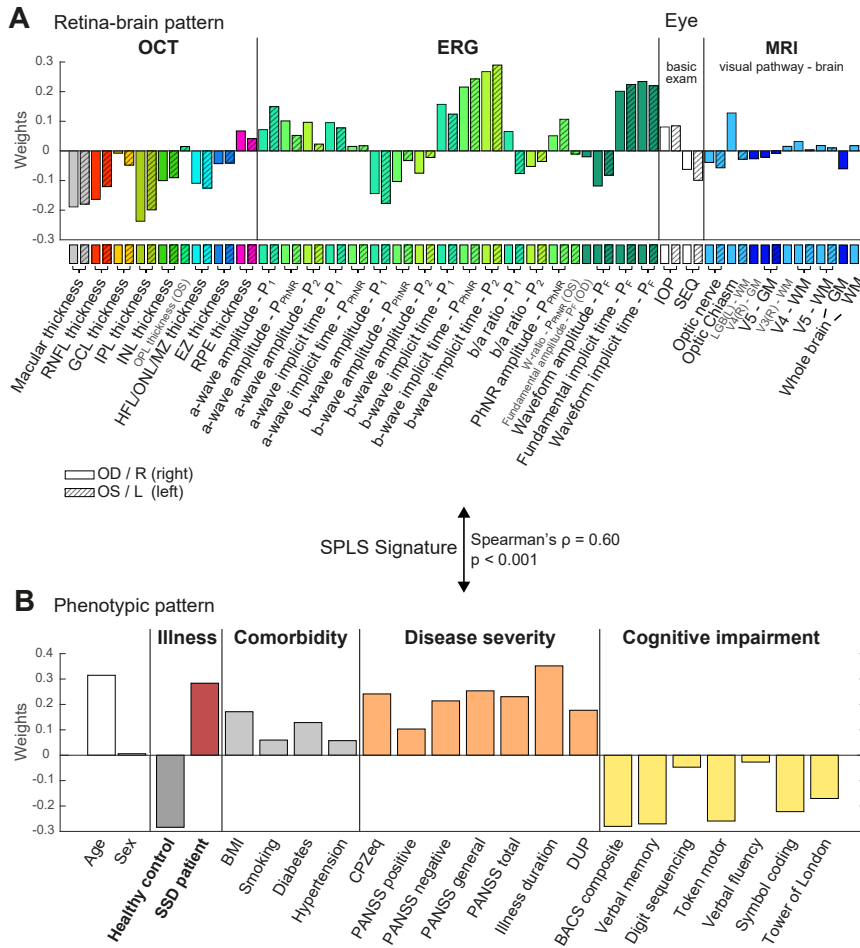 A Retina-brain pattern
Eye
OCT
ERG
basic
exam
MRI
visual pathway - brain
Weights
0.3
0.2
0.1
0
-0.1
-0.2
-0.3
Macular thickness
RNFL thickness
GCL thickness
IPL thickness
INL thickness
OPL thickness (OS)
HFL/ONL/MZ thickness
EZ thickness
RPE thickness
a-wave amplitude - P1
a-wave amplitude - PPhNR
a-wave amplitude - P2
a-wave implicit time - P1
a-wave implicit time - PPhNR
b-wave amplitude - P1
b-wave amplitude - PPhNR
b-wave amplitude - P2
b-wave implicit time - P1
b-wave implicit time - PPhNR
b-wave implicit time - P2
b/a ratio - P1
b/a ratio - P2
PhNR amplitude - PPhNR
W-ratio - PPhNR (OS)
Fundamental amplitude - PF (OD)
Waveform amplitude - PF
Fundamental implicit time - PF
Waveform implicit time - PF
IOP
SEQ
Optic nerve
Optic Chiasm
LGB(L) - WM
V4(R) - GM
V5 - GM
V3(R) - WM
V4 - WM
V5 - WM
Whole brain - GM
WM
OD / R (right)
OS / L (left)
SPLS Signature
Spearman's ρ = 0.60
p < 0.001
B Phenotypic pattern
Illness
Comorbidity
Disease severity
Cognitive impairment
Weights
0.4
0.3
0.2
0.1
0
-0.1
-0.2
-0.3
Age
Sex
Healthy control
SSD patient
BMI
Smoking
Diabetes
Hypertension
CPZeq
PANSS positive
PANSS negative
PANSS general
PANSS total
Illness duration
DUP
BACS composite
Verbal memory
Digit sequencing
Token motor
Verbal fluency
Symbol coding
Tower of London